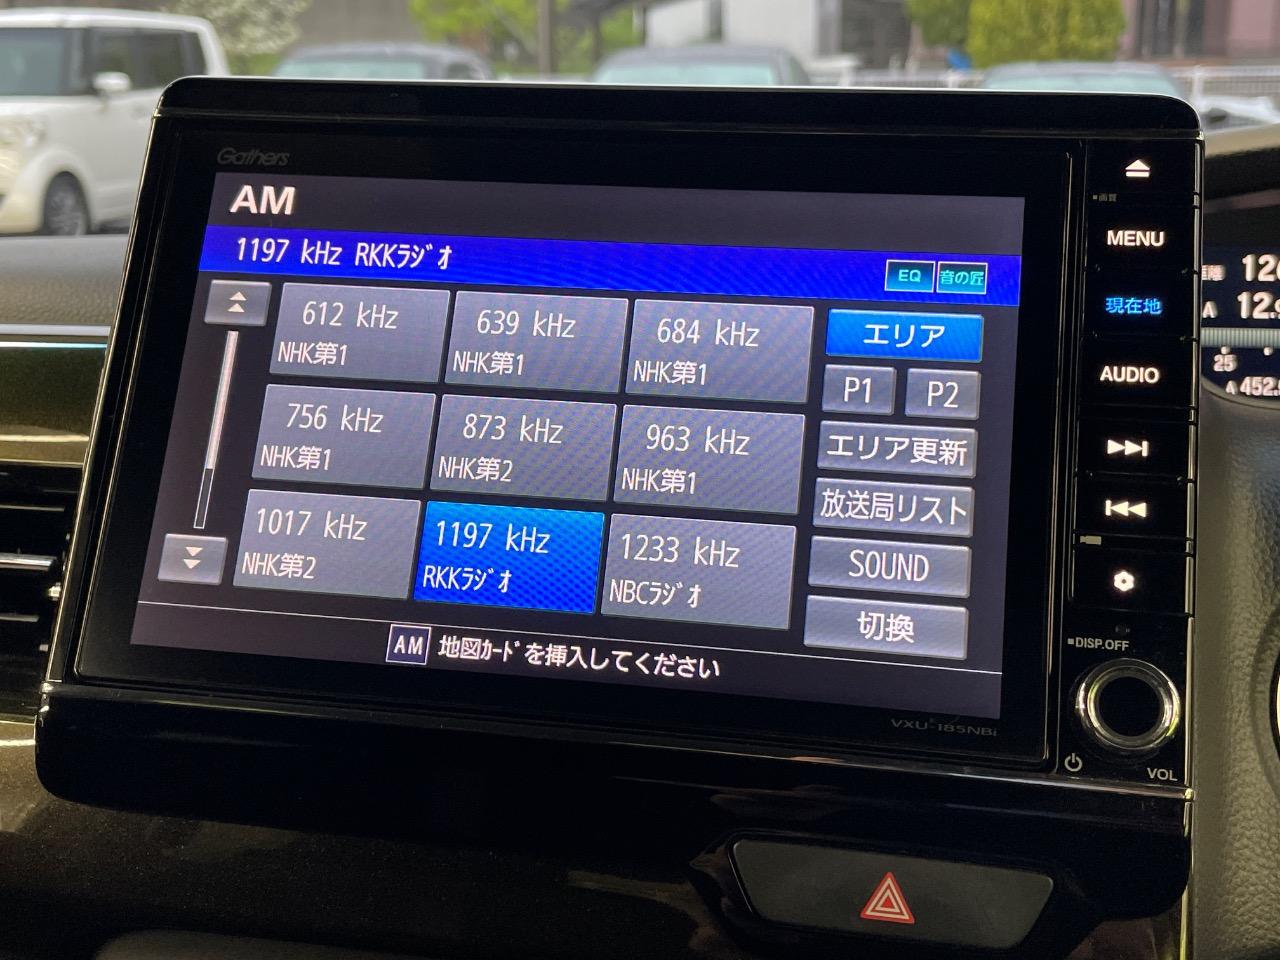 Gathers
AM
1197 kHz RKKラジオ
EQ
音の匠
612 kHz
NHK第1
639 kHz
NHK第1
684 kHz
NHK第1
756 kHz
NHK第1
873 kHz
NHK第2
963 kHz
NHK第1
1017 kHz
NHK第2
1197 kHz
RKKラジオ
1233 kHz
NBCラジオ
エリア
P1
P2
エリア更新
放送局リスト
SOUND
切換
AM 地図カードを挿入してください
VXU-185NBi
画質
MENU
現在地
AUDIO
DISP.OFF
VOL
25